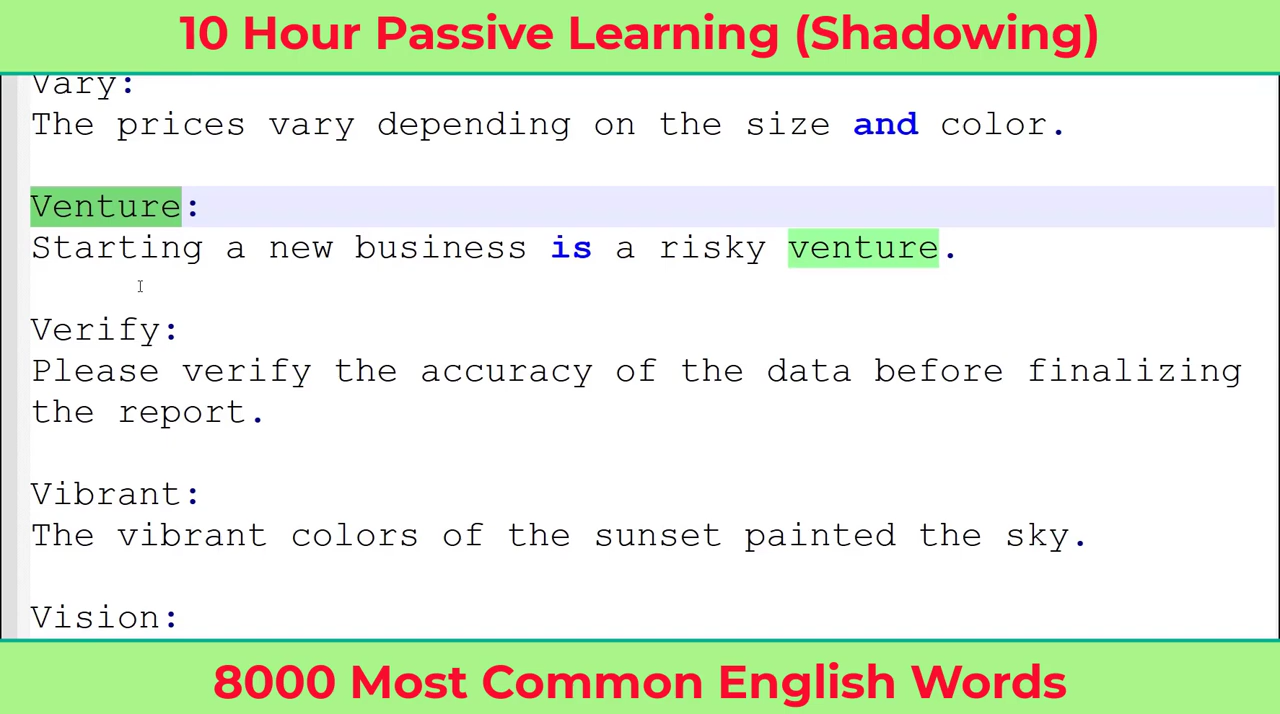 10 Hour Passive Learning (Shadowing)
Vary:
The prices vary depending on the size and color.
Venture:
Starting a new business is a risky venture.
Verify:
Please verify the accuracy of the data before finalizing
the report.
Vibrant:
The vibrant colors of the sunset painted the sky.
Vision:
8000 Most Common English Words